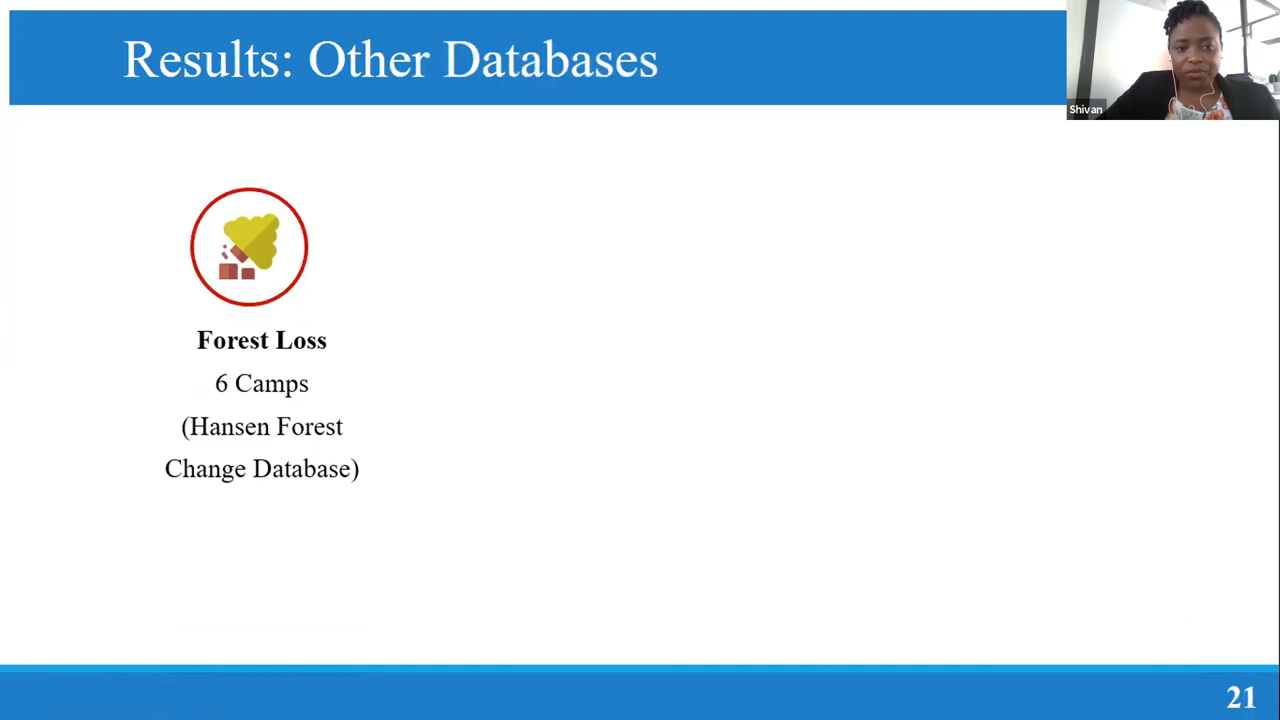 Results: Other Databases
Shivan
Forest Loss
6 Camps
(Hansen Forest
Change Database)
21